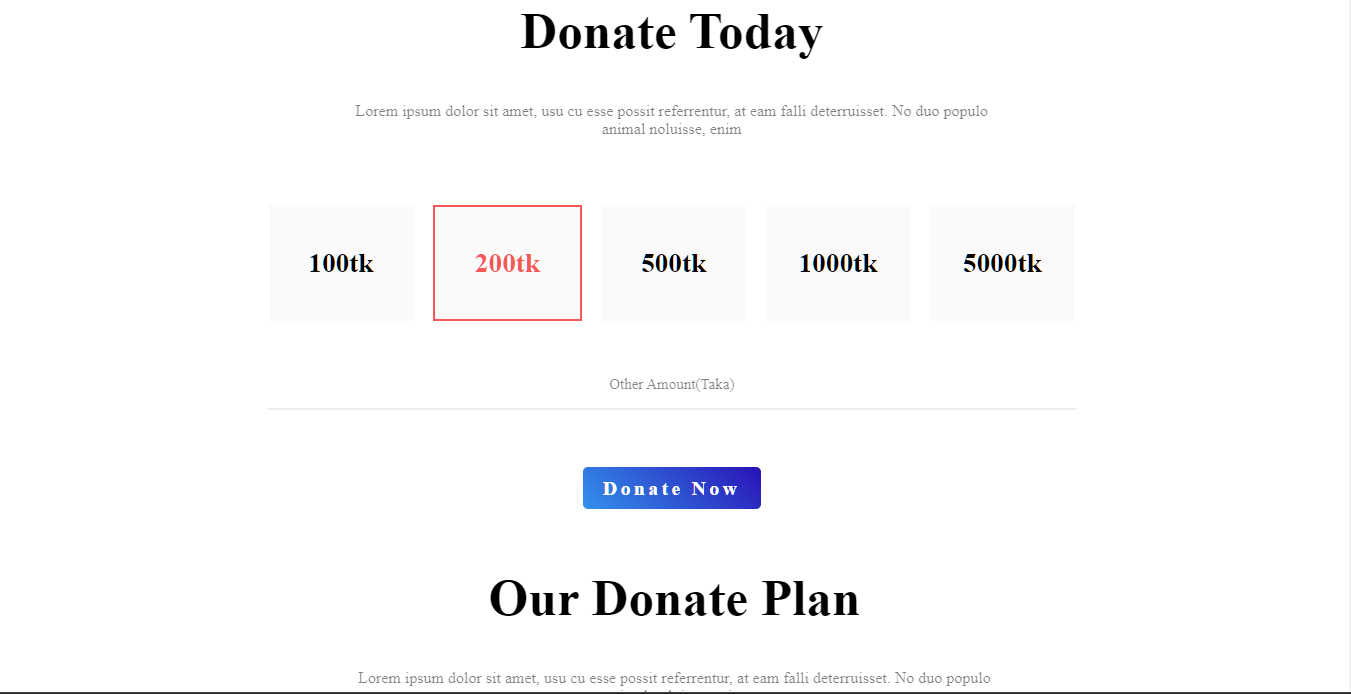 Donate Today
Lorem ipsum dolor sit amet, usu cu esse possit referrentur, at eam falli deterruisset. No duo populo
animal noluisse, enim
100tk 200tk 500tk 1000tk 5000tk
Other Amount(Taka)
Donate Now
Our Donate Plan
Lorem ipsum dolor sit amet, usu cu esse possit referrentur, at eam falli deterruisset. No duo populo